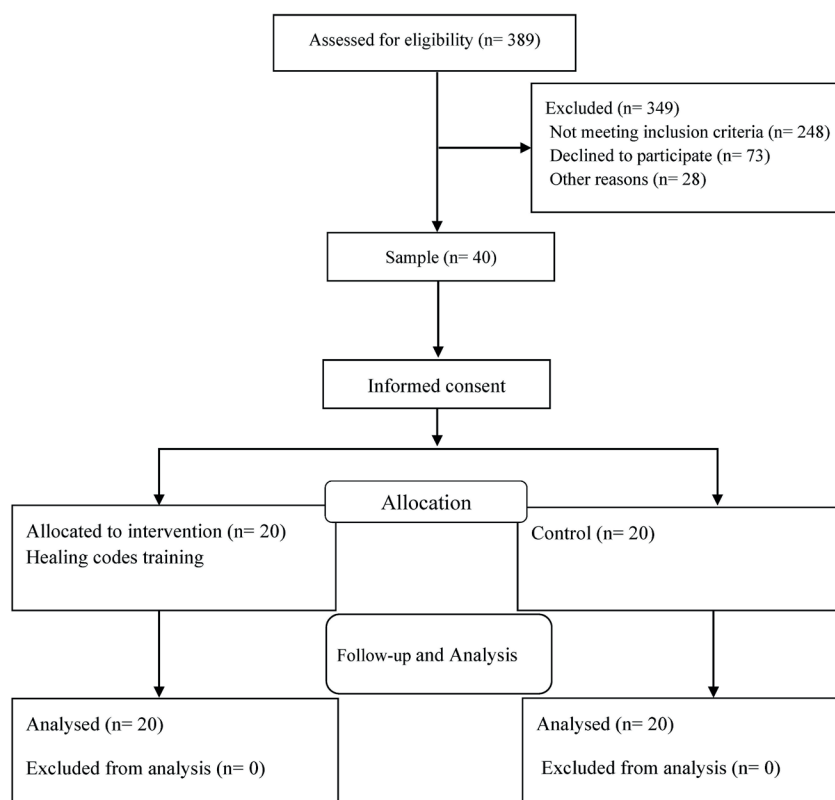 Assessed for eligibility (n= 389)
Excluded (n= 349)
Not meeting inclusion criteria (n= 248)
Declined to participate (n= 73)
Other reasons (n= 28)
Sample (n= 40)
Informed consent
Allocation
Allocated to intervention (n= 20)
Healing codes training
Control (n= 20)
Follow-up and Analysis
Analysed (n= 20)
Excluded from analysis (n= 0)
Analysed (n= 20)
Excluded from analysis (n= 0)